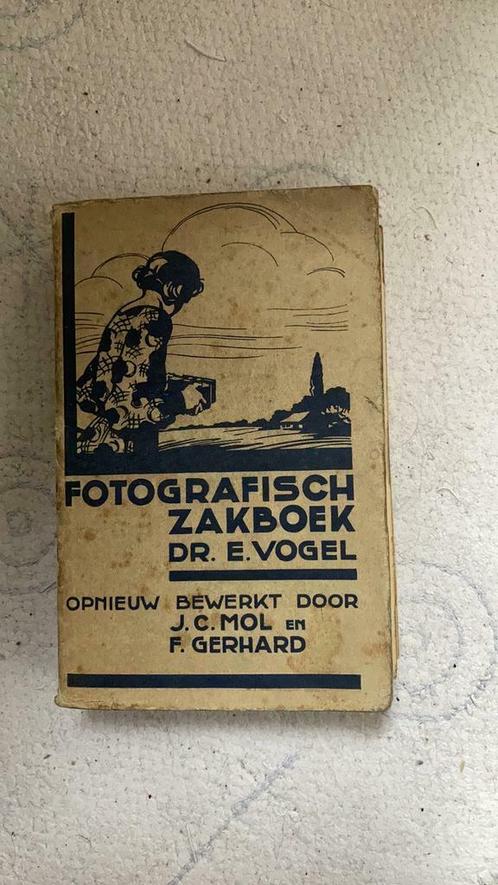 FOTOGRAFISCH
ZAKBOEK
DR. E. VOGEL
OPNIEUW BEWERKT DOOR
J. C. MOL EN
F. GERHARD